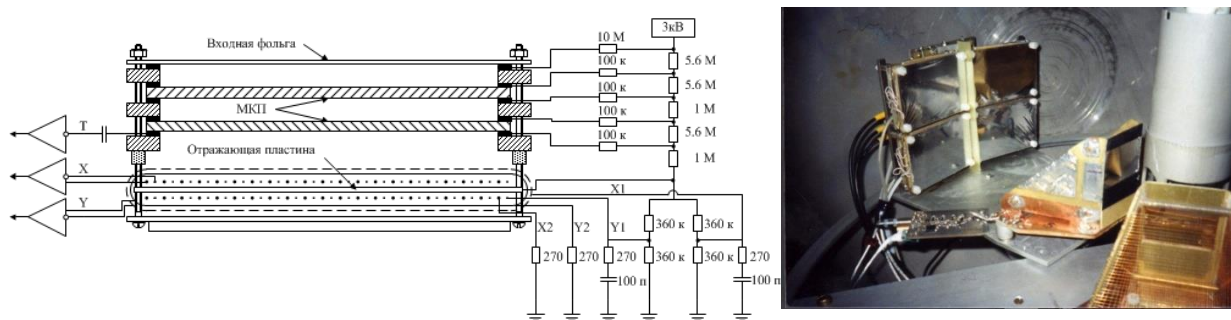 3кВ
Входная фольга
10 М
5.6 М
100 к
5.6 М
100 к
МКП
1 М
100 к
T
5.6 М
100 к
Отражающая пластина
1 М
X
X1
Y
X2
Y2
Y1
360 к
360 к
270
270
270
360 к
360 к
270
100 п
100 п